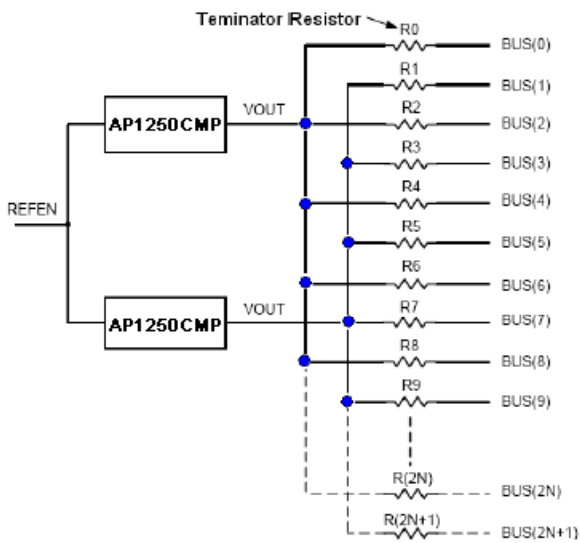 Teminator IResistor
R0
BUS(0)
R1
BUS(1)
AP1250CMP
VOUT
R2
BUS(2)
R3
BUS(3)
REFEN
R4
BUS(4)
R5
BUS(5)
R6
BUS(6)
AP1250CMP
VOUT
R7
BUS(7)
R8
BUS(8)
R9
BUS(9)
R(2N)
BUS(2N)
R(2N+1)
BUS(2N+1)